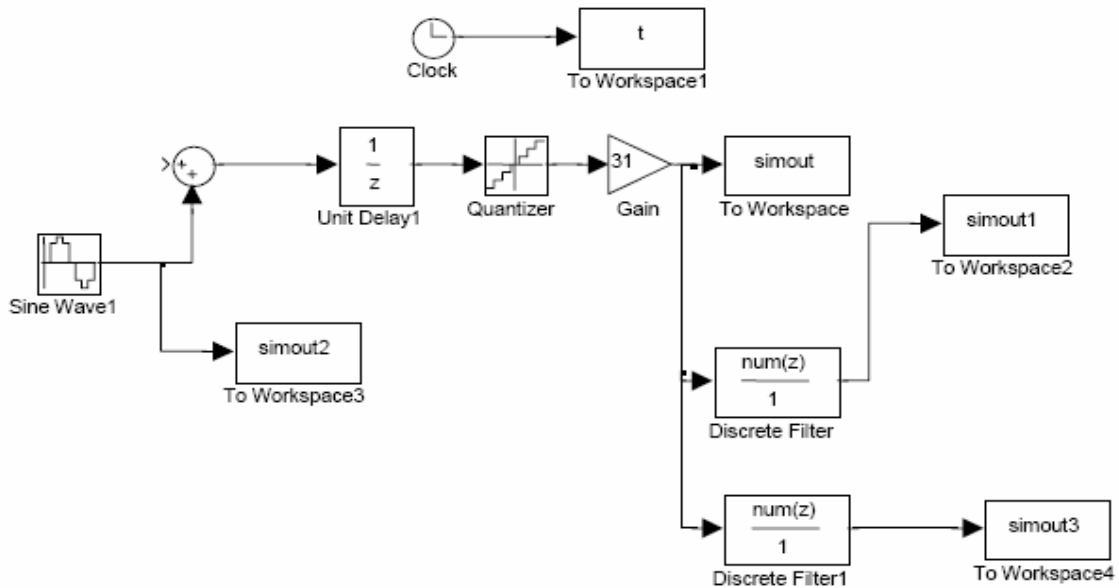 t
Clock
To Workspace1
1
z
31
simout
Unit Delay1
Quantizer
Gain
To Workspace
simout1
To Workspace2
Sine Wave1
simout2
To Workspace3
num(z)
1
Discrete Filter
num(z)
1
Discrete Filter1
simout3
To Workspace4